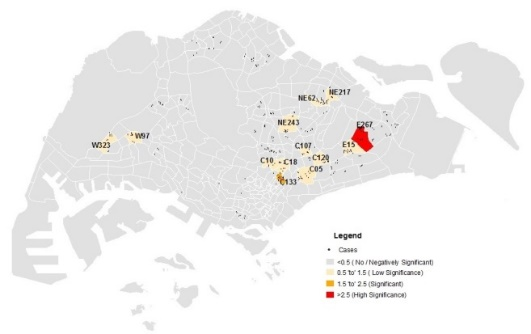 NE62
NE217
NE243
E267
W97
W323
E15
C107
C120
C10
C18
C05
C133
Legend
Cases
<0.5 ( No / Negatively Significant)
0.5 'to' 1.5 ( Low Significance)
1.5 'to' 2.5 (Significant)
>2.5 (High Significance)